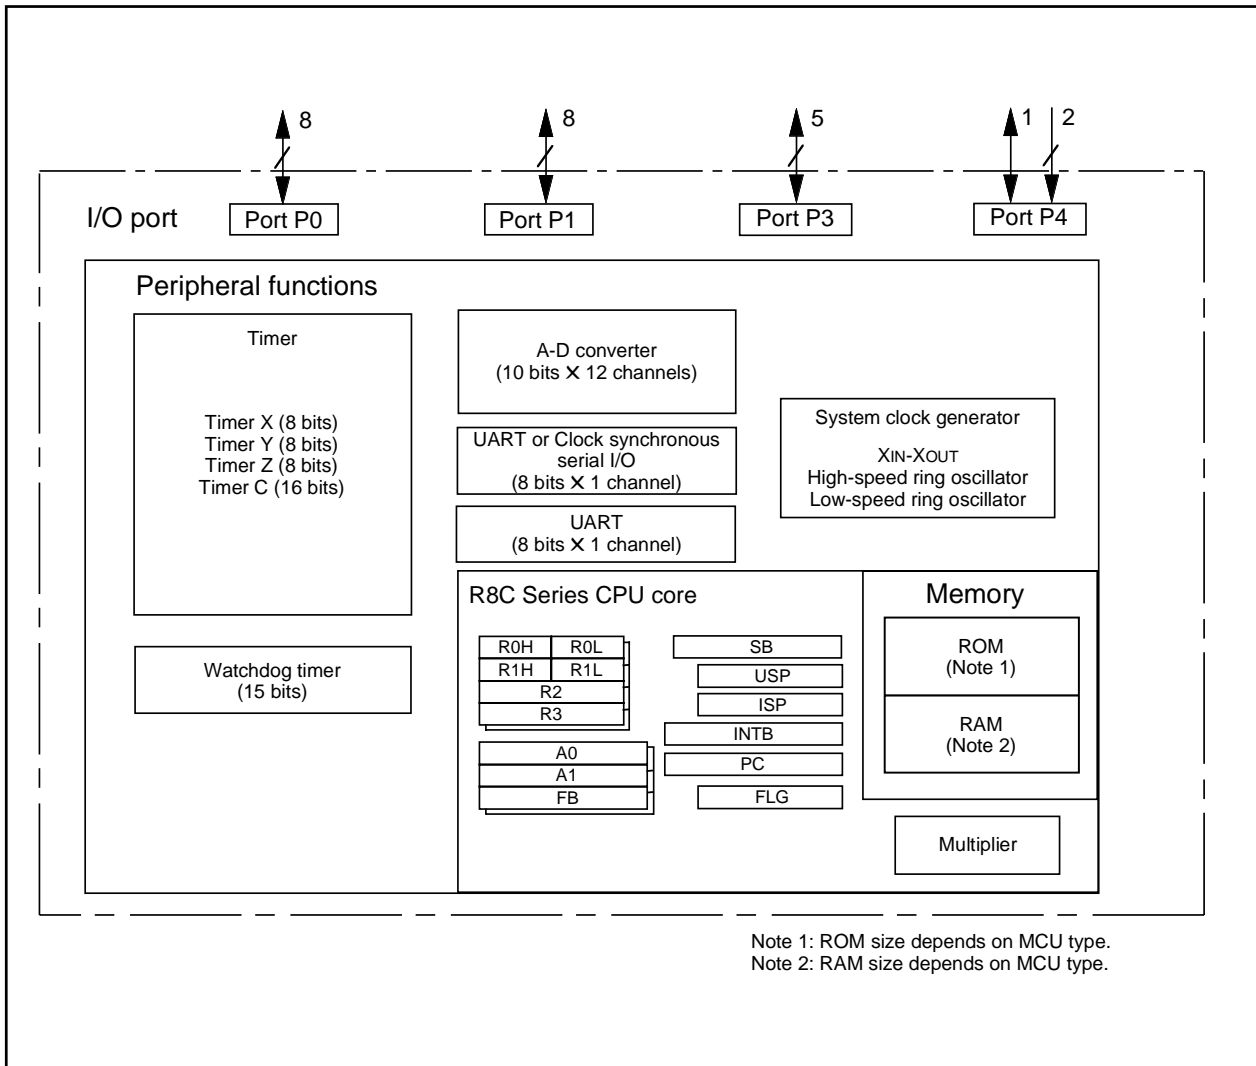 8
8
5
1
2
I/O port
Port P0
Port P1
Port P3
Port P4
Peripheral functions
Timer
Timer X (8 bits)
Timer Y (8 bits)
Timer Z (8 bits)
Timer C (16 bits)
Watchdog timer
(15 bits)
A-D converter
(10 bits X 12 channels)
UART or Clock synchronous
serial I/O
(8 bits X 1 channel)
UART
(8 bits X 1 channel)
System clock generator
XIN-XOUT
High-speed ring oscillator
Low-speed ring oscillator
R8C Series CPU core
R0H
R0L
R1H
R1L
R2
R3
A0
A1
FB
SB
USP
ISP
INTB
PC
FLG
Memory
ROM
(Note 1)
RAM
(Note 2)
Multiplier
Note 1: ROM size depends on MCU type.
Note 2: RAM size depends on MCU type.